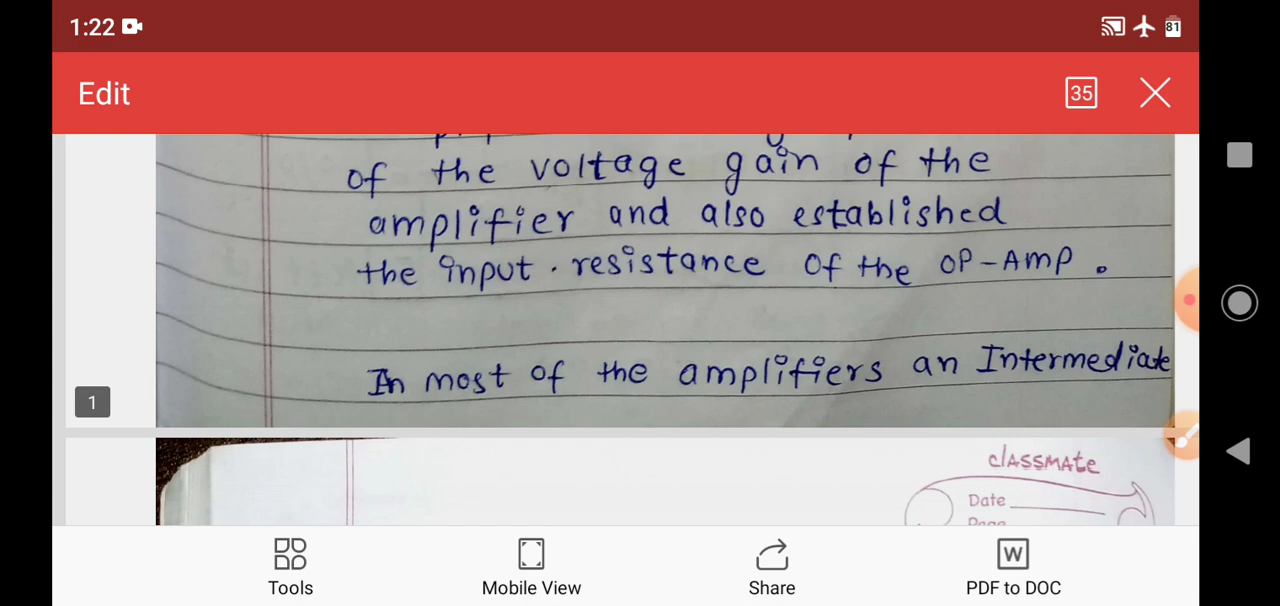 1:22
81
Edit
35
of the voltage gain of the
amplifier and also established
the input. resistance of the OP-AMP.
In most of the amplifiers an Intermediate
1
classmate
Date
Page
Tools
Mobile View
Share
W
PDF to DOC